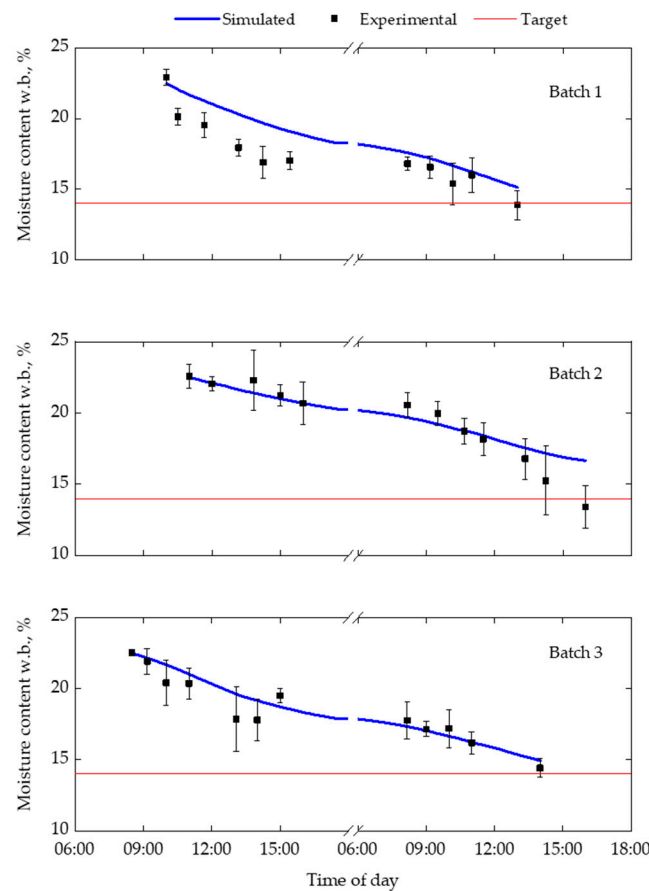 Simulated Experimental Target
25
Batch 1
20
15
10
Moisture content w.b., %
25
Batch 2
20
15
10
Moisture content w.b., %
25
Batch 3
20
15
10
Moisture content w.b., %
06:00 09:00 12:00 15:00 06:00 09:00 12:00 15:00 18:00
Time of day